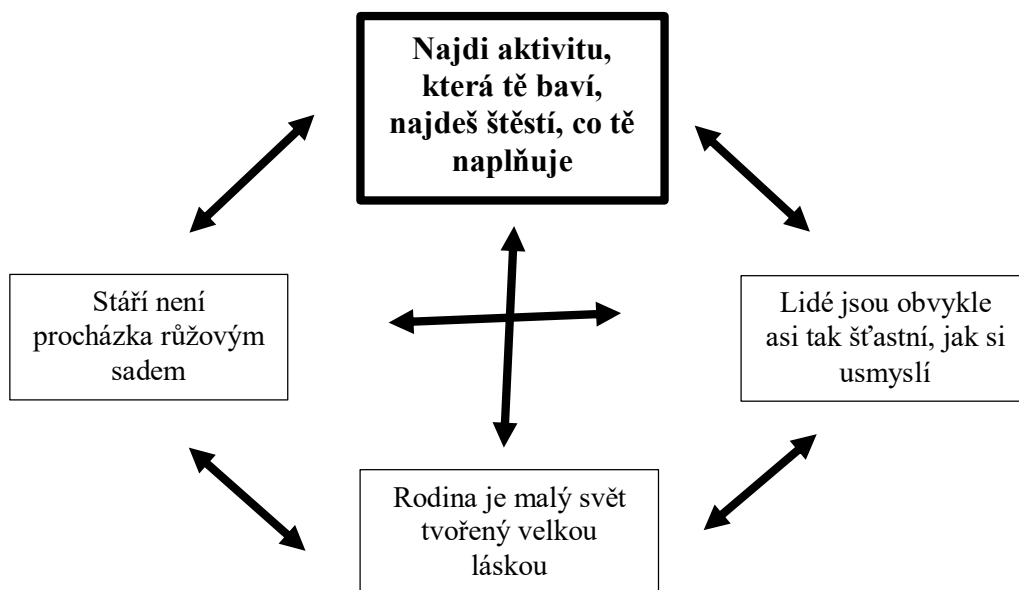 Najdi aktivitu,
která tě baví,
najdeš štěstí, co tě
naplňuje
Stáří není
procházka růžovým
sadem
Lidé jsou obvykle
asi tak šťastní, jak si
usmyslí
Rodina je malý svět
tvořený velkou
láskou